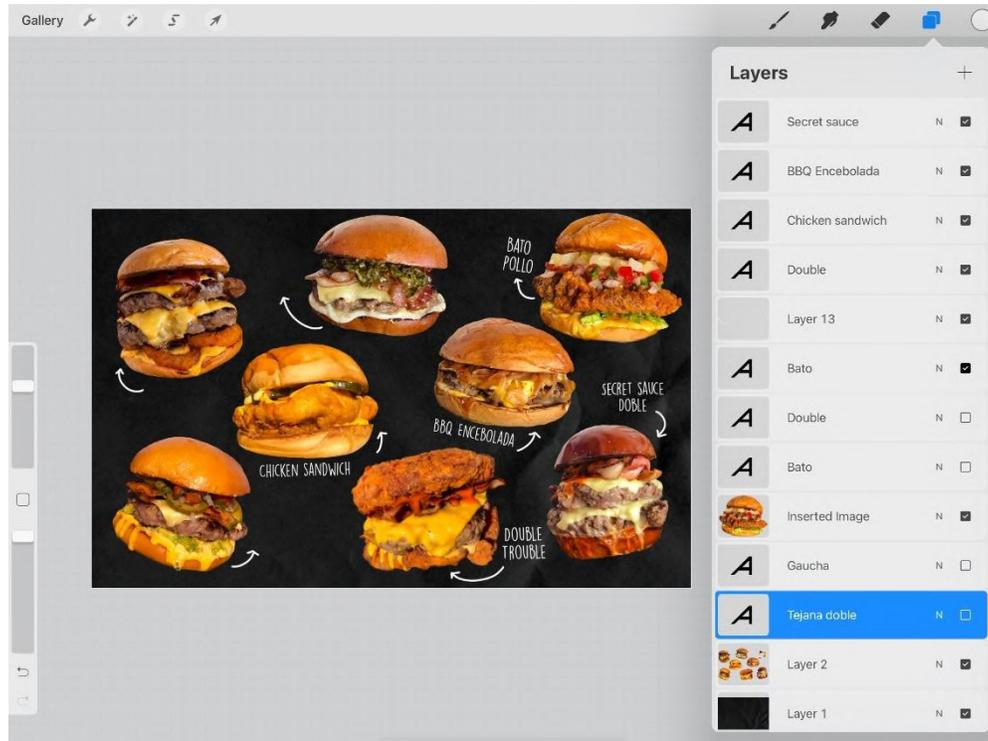 Gallery
Layers
Secret sauce N
BBQ Encebolada N
Chicken sandwich N
Double N
Layer 13 N
Bato N
Double N
Bato N
Inserted Image N
Gaucha N
Tejana doble N
Layer 2 N
Layer 1 N
BATO
POLLO
SECRET SAUCE
DOBLE
BBQ ENCEBOLADA
CHICKEN SANDWICH
DOUBLE
TROUBLE